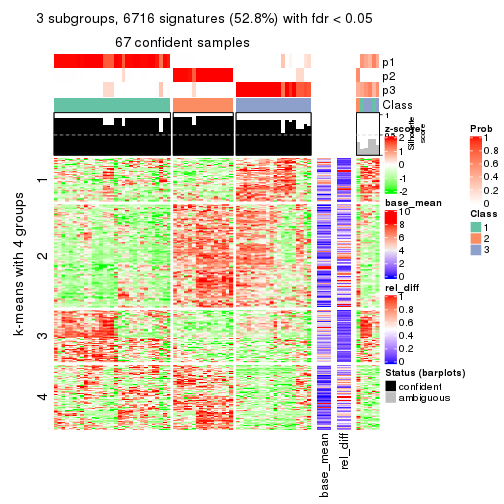 3 subgroups, 6716 signatures (52.8%) with fdr < 0.05
67 confident samples
p1
p2
p3
Class
1
0.5
0
Silhouette
score
k-means with 4 groups
1
2
3
4
base_mean
rel_diff
z-score
2
1
0
-1
-2
base_mean
10
8
6
4
2
0
rel_diff
1
0.8
0.6
0.4
0.2
0
Status (barplots)
confident
ambiguous
Prob
1
0.8
0.6
0.4
0.2
0
Class
1
2
3